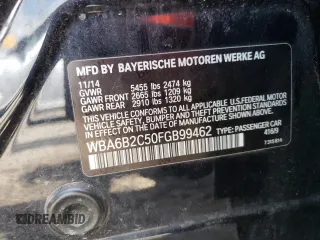 MFD BY BAYERISCHE MOTOREN WERKE AG
11/14
GVWR 5455 lbs 2474 kg
GAWR FRONT 2665 lbs 1209 kg
GAWR REAR 2910 lbs 1320 kg
THIS VEHICLE CONFORMS TO ALL APPLICABLE U.S. FEDERAL MOTOR
VEHICLE SAFETY, BUMPER AND THEFT PREVENTION STANDARDS
IN EFFECT ON THE DATE OF MANUFACTURE SHOWN ABOVE.
WBA6B2C50FGB99462 TYPE: PASSENGER CAR
416/9
DREAMBID